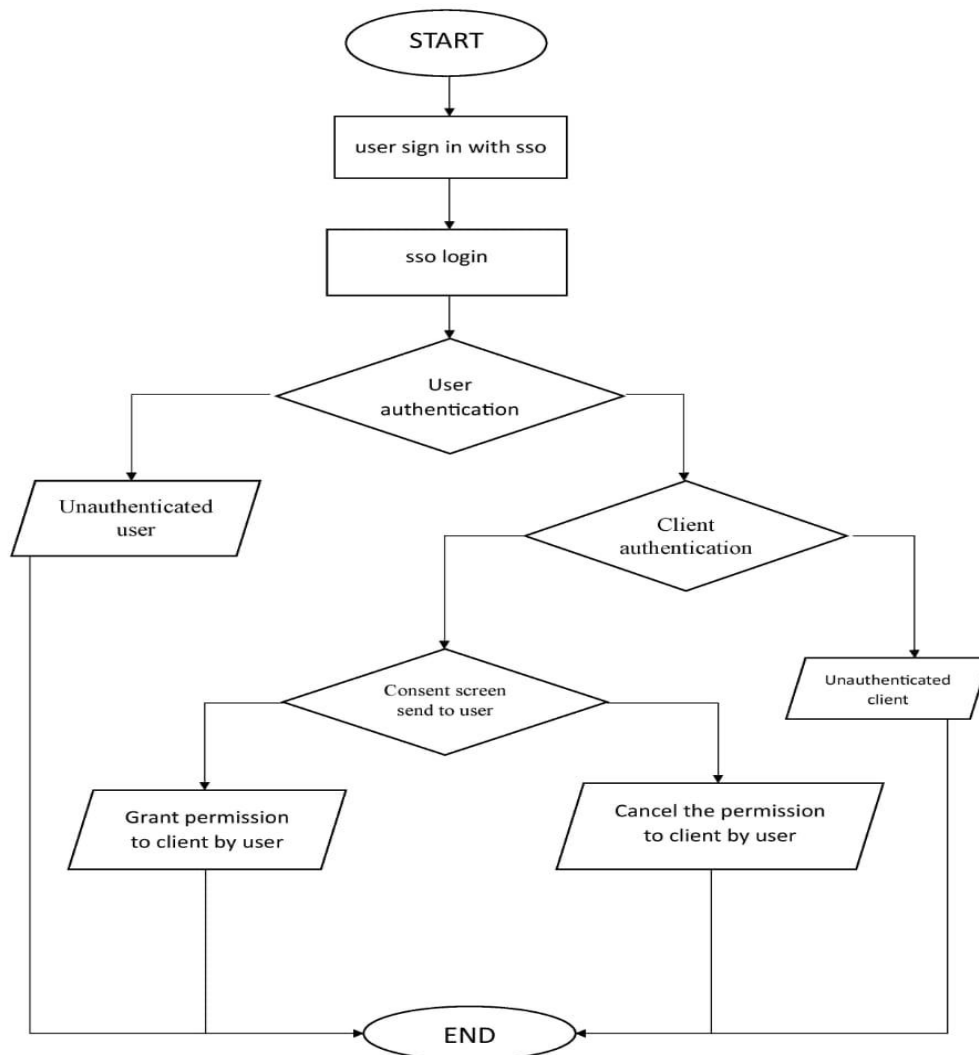 START
user sign in with sso
sso login
User
authentication
Unauthenticated
user
Client
authentication
Consent screen
send to user
Unauthenticated
client
Grant permission
to client by user
Cancel the permission
to client by user
END